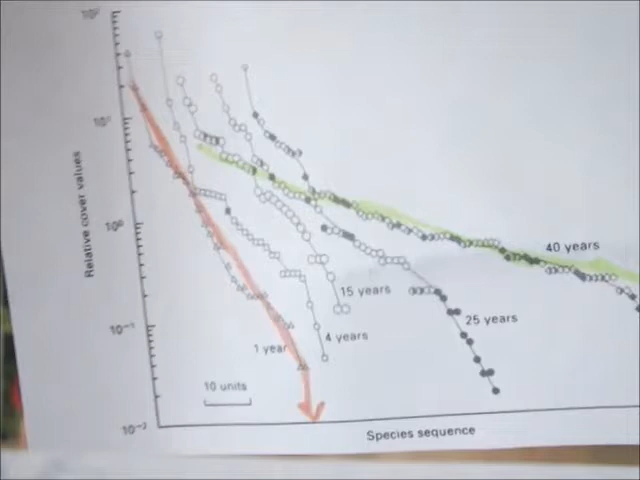 10²
10¹
10⁰
10⁻¹
10⁻²
Relative cover values
40 years
15 years
25 years
4 years
1 year
10 units
Species sequence